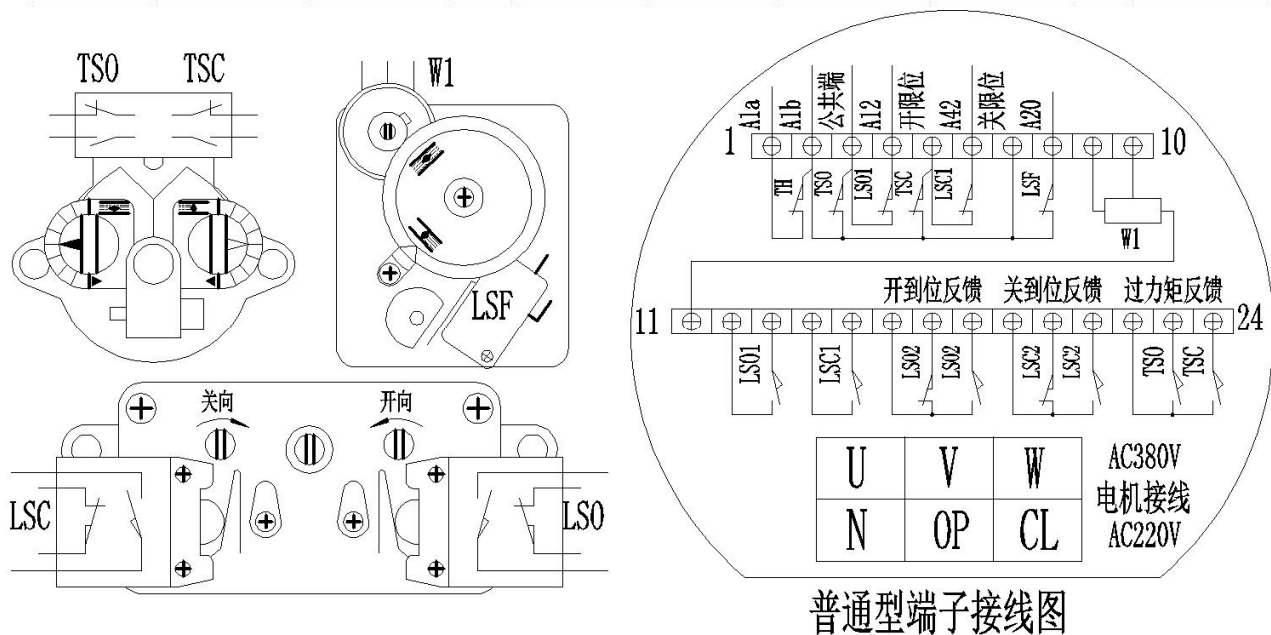 TSO TSC
W1
LSF
关向 开向
LSC LSO
A1a A1b 公共端 A12 开限位 A42 关限位 A20
1 10
TH TSO LSO1 TSC LSC1 LSF
W1
开到位反馈 关到位反馈 过力矩反馈
11 24
LSO1 LSC1 LSO2 LSO2 LSC2 LSC2 TSO TSC
U V W
N OP CL
AC380V
电机接线
AC220V
普通型端子接线图